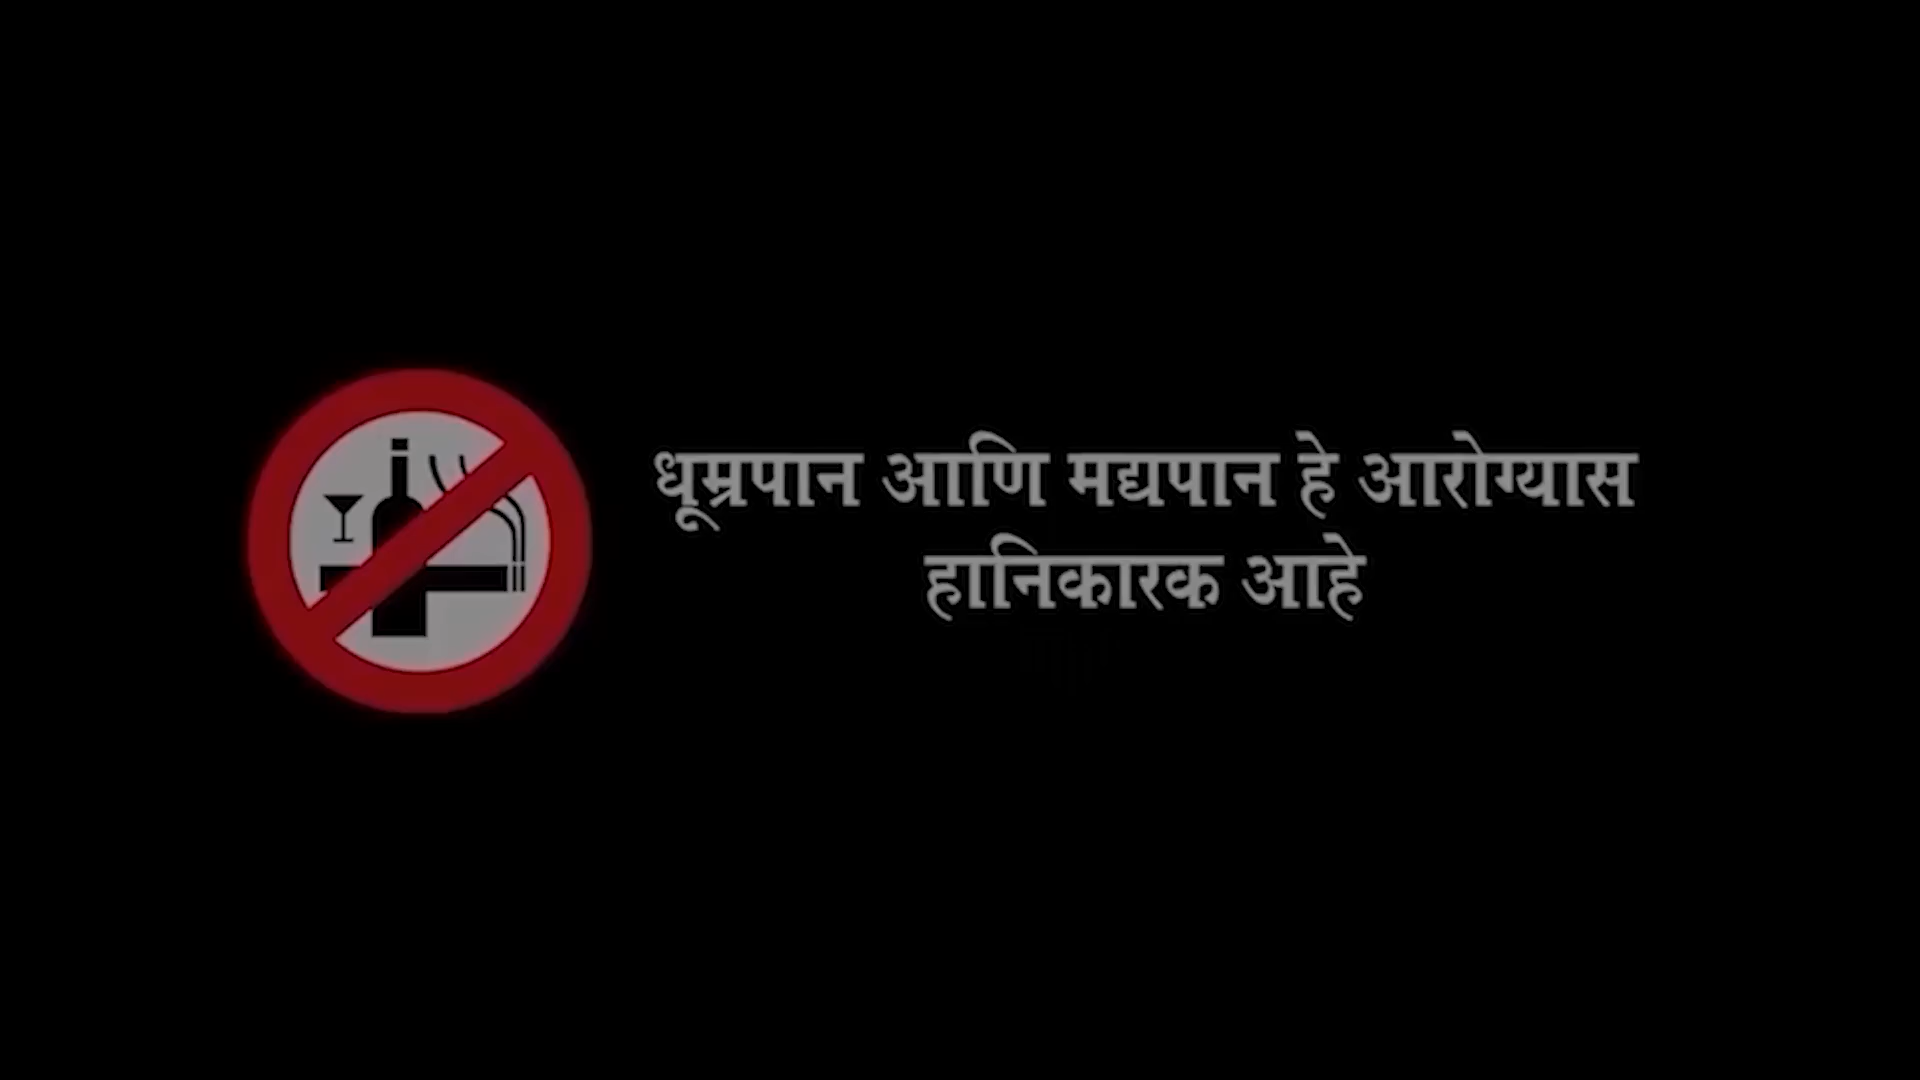 धूम्रपान आणि मद्यपान हे आरोग्यास
हानिकारक आहे